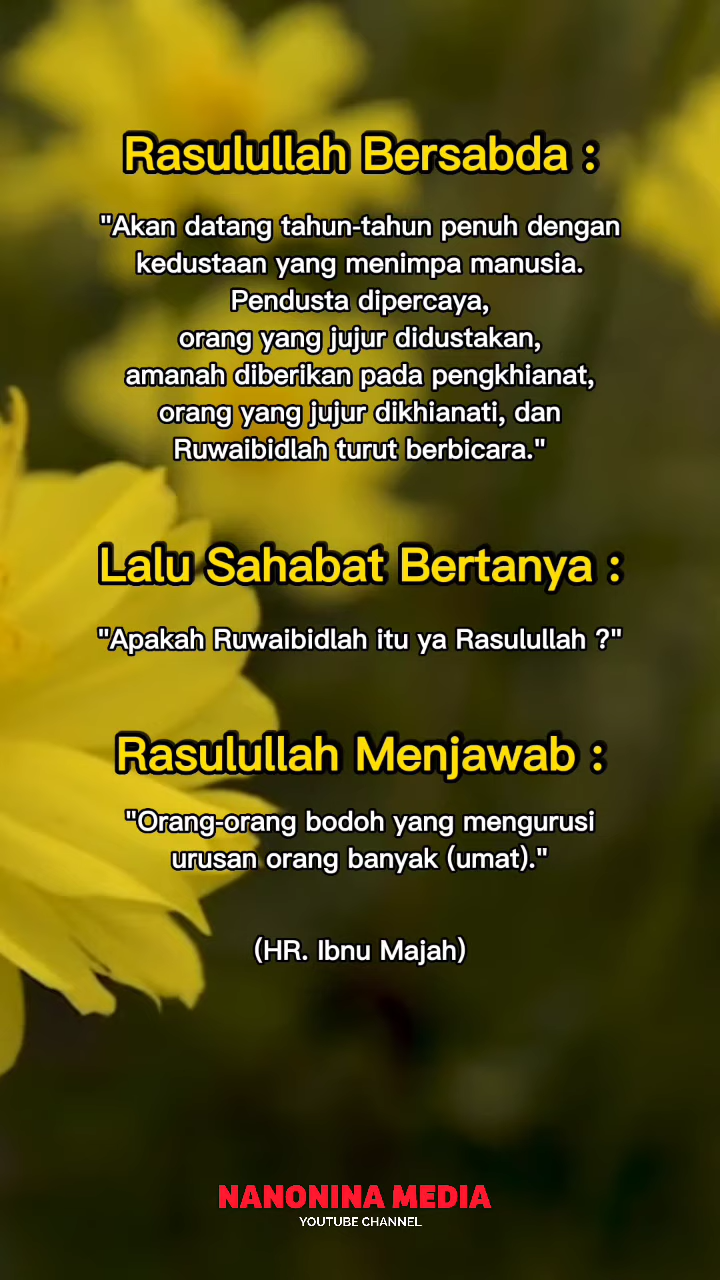 Rasulullah Bersabda :
"Akan datang tahun-tahun penuh dengan
kedustaan yang menimpa manusia.
Pendusta dipercaya,
orang yang jujur didustakan,
amanah diberikan pada pengkhianat,
orang yang jujur dikhianati, dan
Ruwaibidlah turut berbicara."
Lalu Sahabat Bertanya :
"Apakah Ruwaibidlah itu ya Rasulullah ?"
Rasulullah Menjawab :
"Orang-orang bodoh yang mengurusi
urusan orang banyak (umat)."
(HR. Ibnu Majah)
NANONINA MEDIA
YOUTUBE CHANNEL